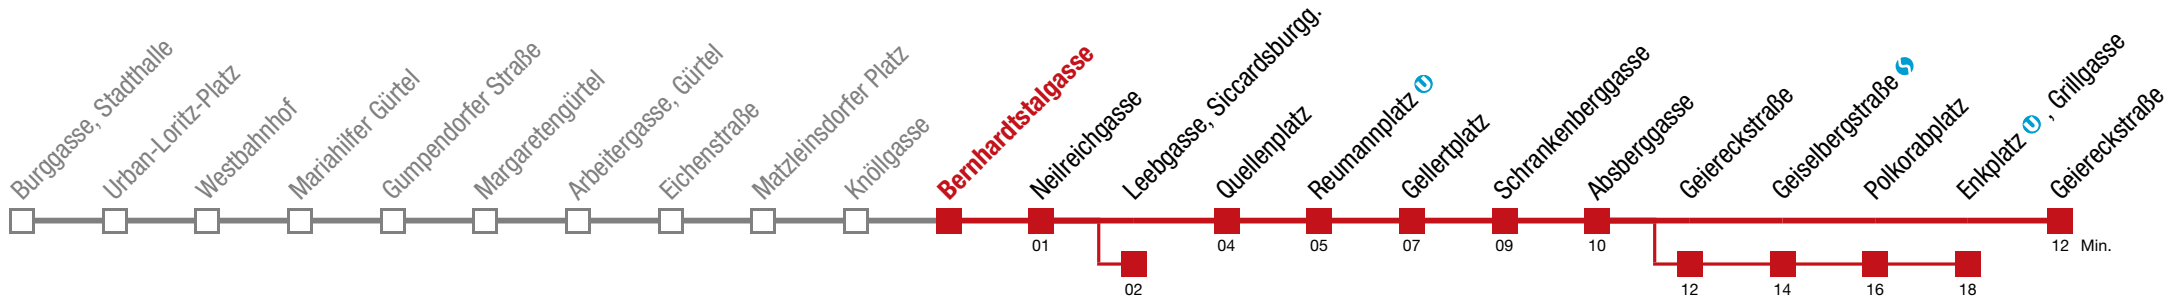 Burggasse, Stadthalle
Urban-Loritz-Platz
Westbahnhof
Mariahilfer Gürtel
Gumpendorfer Straße
Margaretengürtel
Arbeitergasse, Gürtel
Eichenstraße
Matzleinsdorfer Platz
Knöllgasse
Bernhardtstalgasse
Neilreichgasse
Leebgasse, Siccardsburgg.
Quellenplatz
Reumannplatz U
Gellertplatz
Schrankenberggasse
Absberggasse
Geiereckstraße
Geiselbergstraße S
Polkorabplatz
Enkplatz U , Grillgasse
Geiereckstraße
01 04 05 07 09 10 12 Min.
02 12 14 16 18